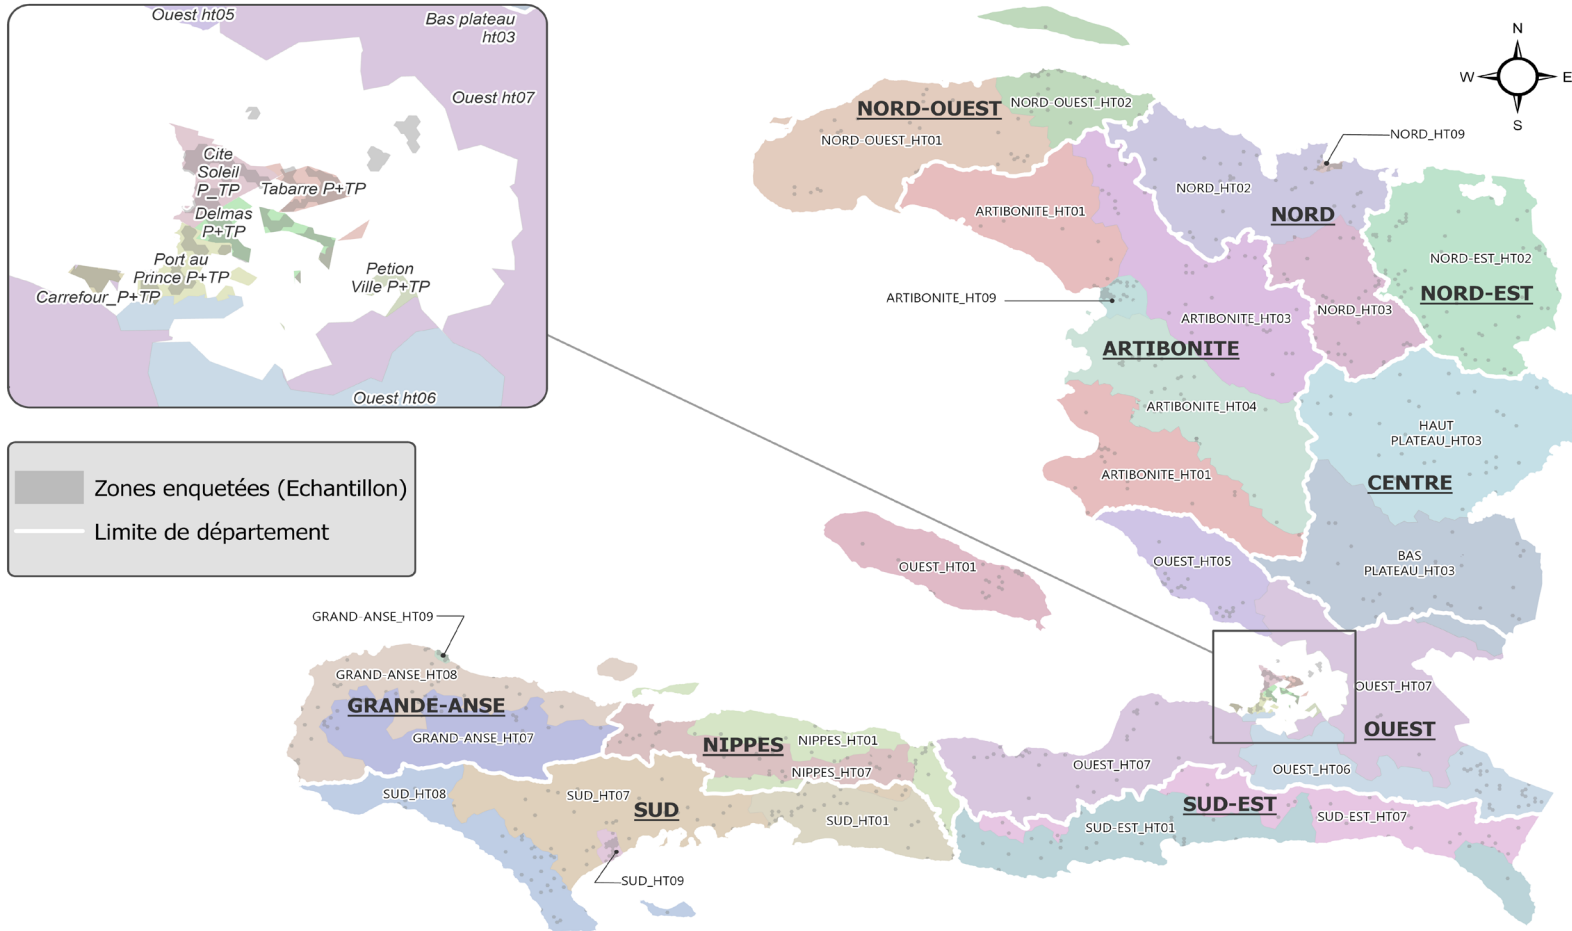 Ouest ht05
Bas plateau
ht03
Ouest ht07
Cite
Soleil
P_TP
Tabarre P+TP
Delmas
P+TP
Port au
Prince P+TP
Petion
Ville P+TP
Carrefour_P+TP
Ouest ht06
Zones enquetées (Echantillon)
Limite de département
N
W
E
S
NORD-OUEST
NORD-OUEST_HT02
NORD-OUEST_HT01
NORD_HT09
NORD_HT02
NORD
ARTIBONITE_HT01
NORD-EST_HT02
NORD-EST
ARTIBONITE_HT09
NORD_HT03
ARTIBONITE_HT03
ARTIBONITE
ARTIBONITE_HT04
HAUT
PLATEAU_HT03
CENTRE
ARTIBONITE_HT01
BAS
PLATEAU_HT03
OUEST_HT05
OUEST_HT01
GRAND-ANSE_HT09
GRAND-ANSE_HT08
GRANDE-ANSE
GRAND-ANSE_HT07
OUEST_HT07
OUEST
NIPPES_HT01
NIPPES
NIPPES_HT07
OUEST_HT07
OUEST_HT06
SUD_HT08
SUD_HT07
SUD
SUD_HT01
SUD-EST
SUD-EST_HT07
SUD-EST_HT01
SUD_HT09